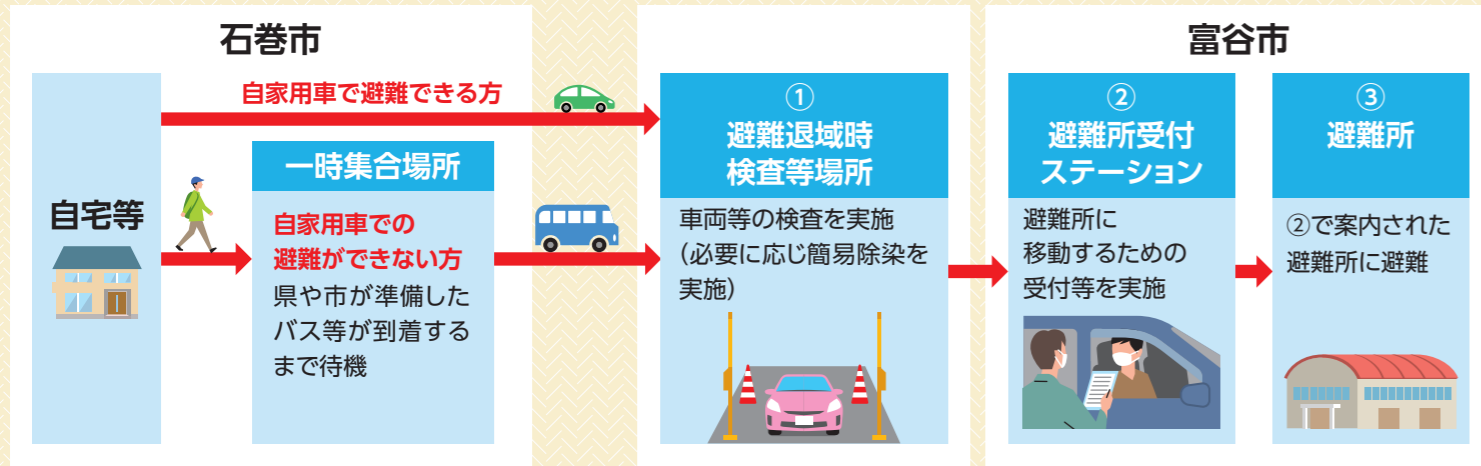 石巻市
自宅等
自家用車で避難できる方
一時集合場所
自家用車での
避難ができない方
県や市が準備した
バス等が到着する
まで待機
①
避難退域時
検査等場所
車両等の検査を実施
（必要に応じ簡易除染を
実施）
富谷市
②
避難所受付
ステーション
避難所に
移動するための
受付等を実施
③
避難所
②で案内された
避難所に避難